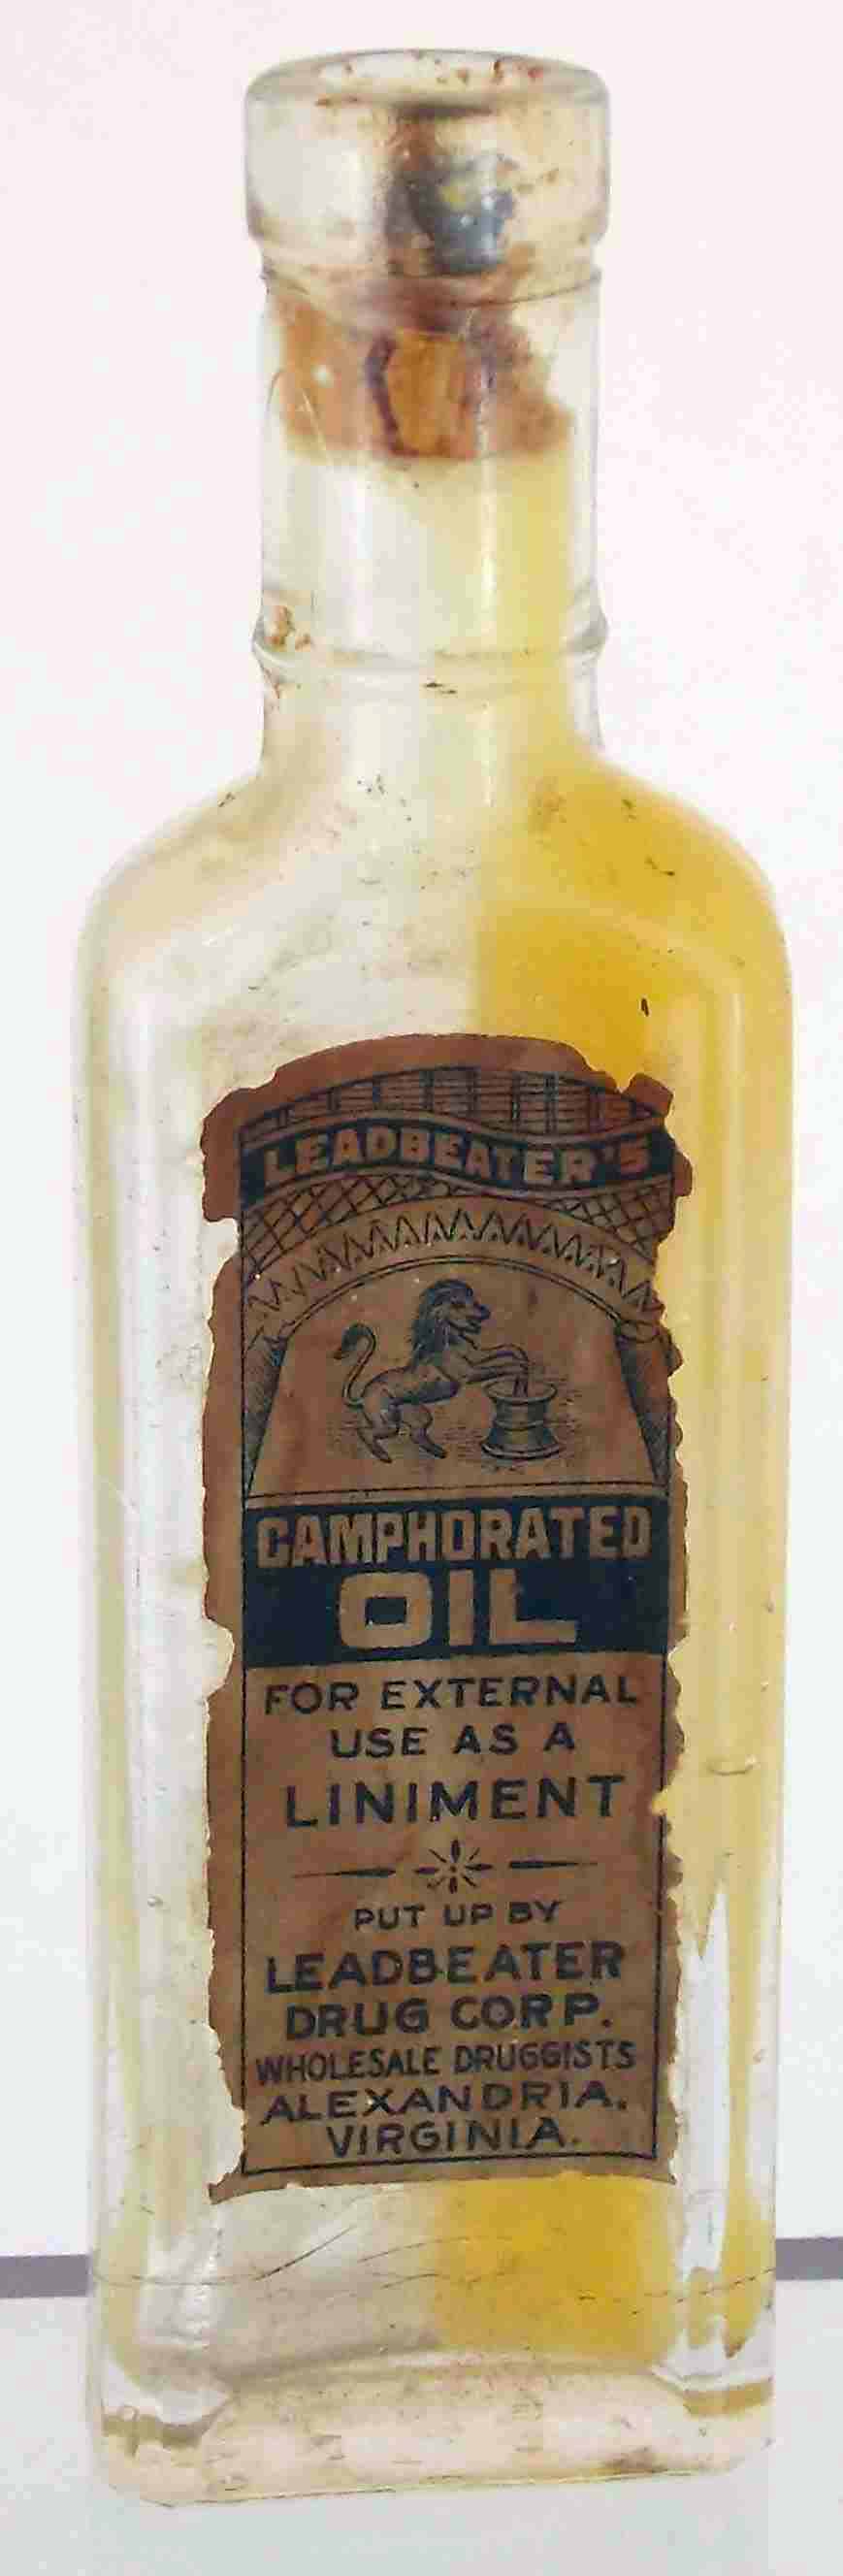 LEADBEATER'S
CAMPHORATED
OIL
FOR EXTERNAL
USE AS A
LINIMENT
PUT UP BY
LEADBEATER
DRUG CORP.
WHOLESALE DRUGGISTS
ALEXANDRIA,
VIRGINIA.